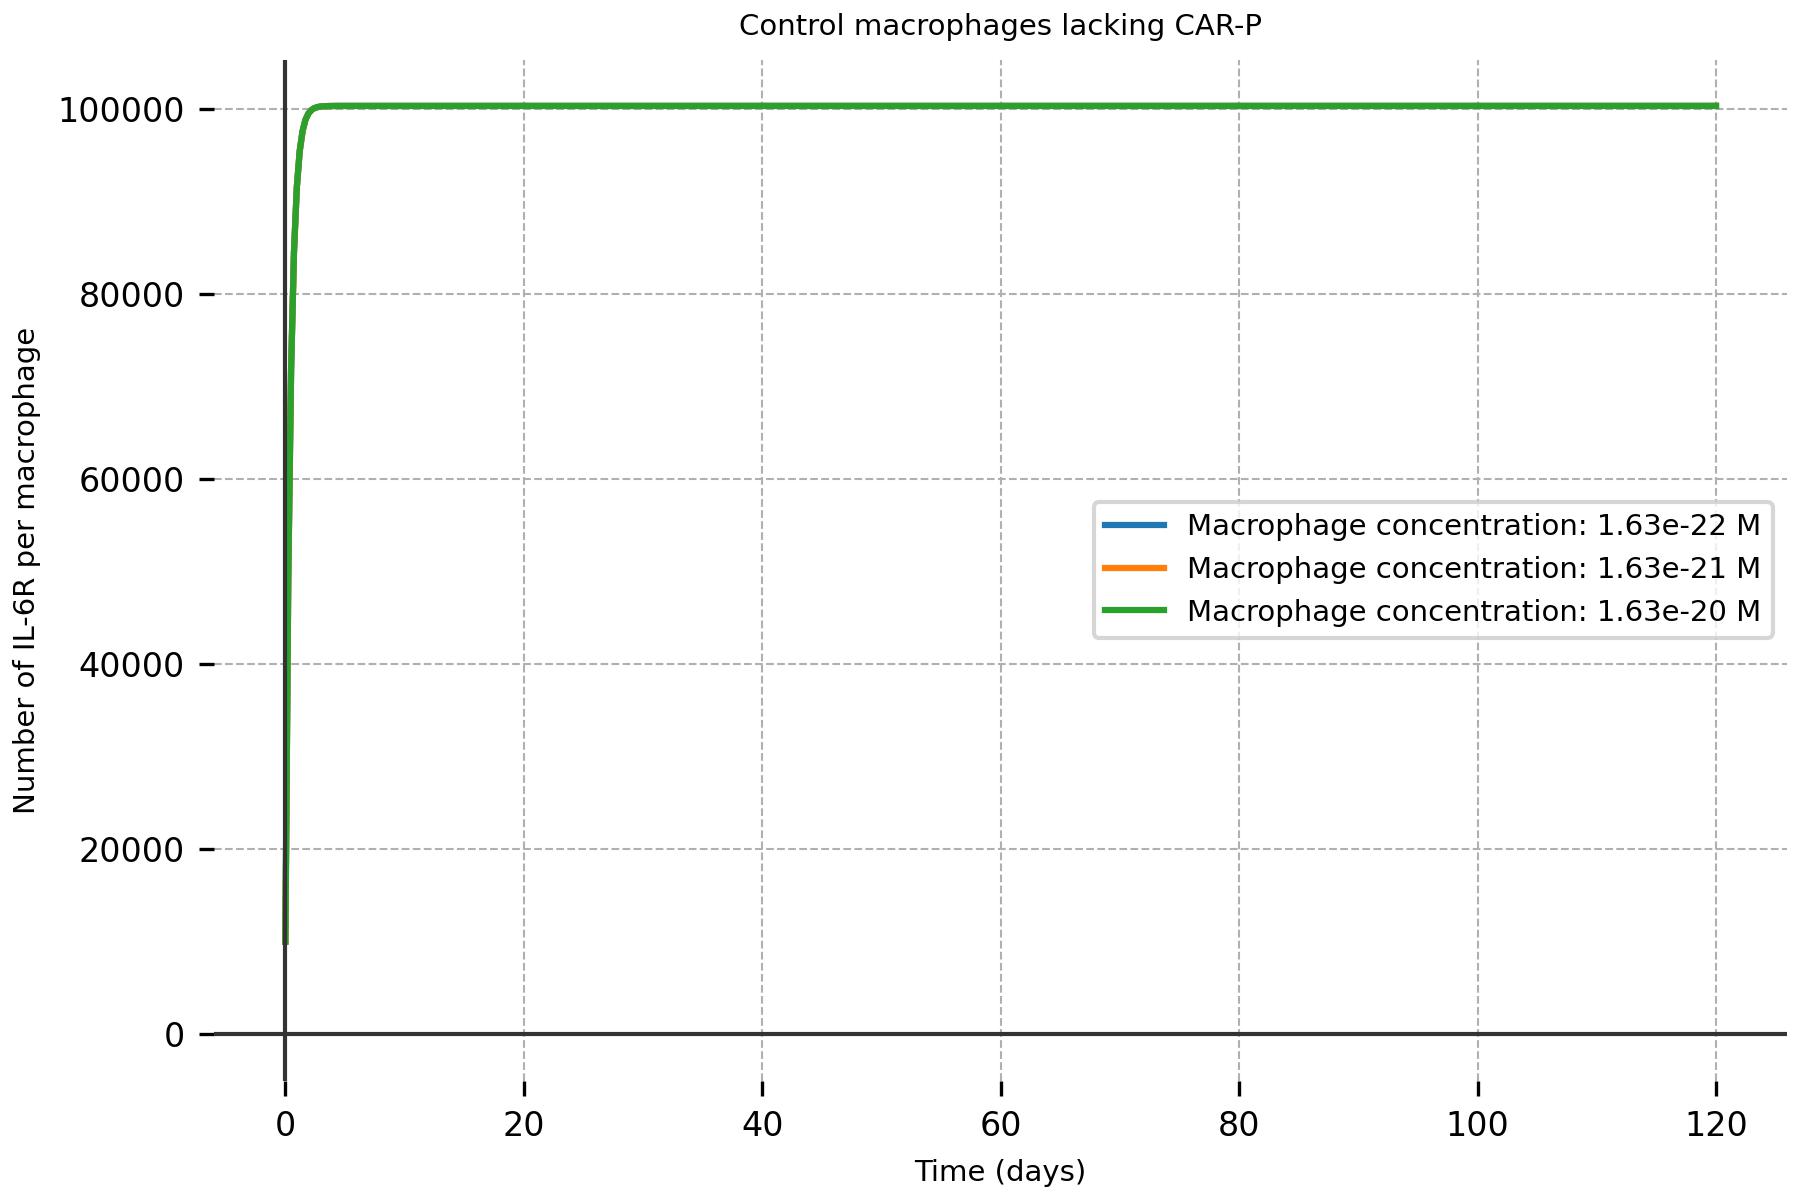 Control macrophages lacking CAR-P
Number of IL-6R per macrophage
100000
80000
60000
40000
20000
0
Macrophage concentration: 1.63e-22 M
Macrophage concentration: 1.63e-21 M
Macrophage concentration: 1.63e-20 M
0 20 40 60 80 100 120
Time (days)